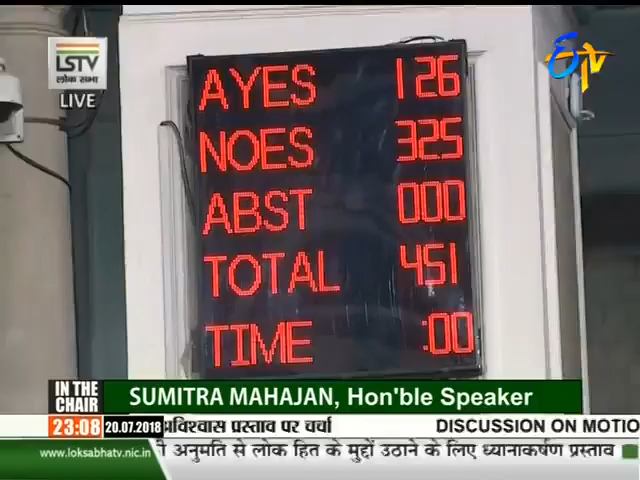 LSTV
लोक सभा
LIVE
ETV
AYES 126
NOES 325
ABST 000
TOTAL 451
TIME :00
IN THE CHAIR
SUMITRA MAHAJAN, Hon'ble Speaker
23:08 20.07.2018 विश्वास प्रस्ताव पर चर्चा DISCUSSION ON MOTIO
www.loksabhatv.nic.in अनुमति से लोक हित के मुद्दों उठाने के लिए ध्यानाकर्षण प्रस्ताव